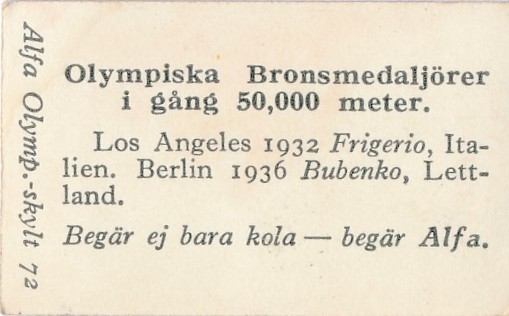 Alfa Olymp.-skylt 72
Olympiska Bronsmedaljörer
i gång 50,000 meter.
Los Angeles 1932 Frigerio, Ita-
lien. Berlin 1936 Bubenko, Lett-
land.
Begär ej bara kola — begär Alfa.